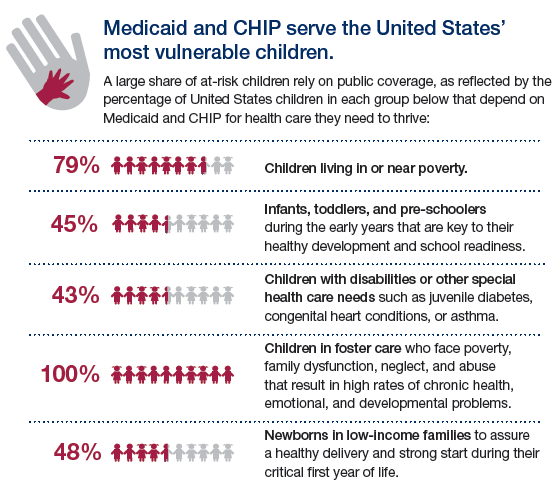 Medicaid and CHIP serve the United States’
most vulnerable children.
A large share of at-risk children rely on public coverage, as reflected by the
percentage of United States children in each group below that depend on
Medicaid and CHIP for health care they need to thrive:
79%
Children living in or near poverty.
45%
Infants, toddlers, and pre-schoolers
during the early years that are key to their
healthy development and school readiness.
43%
Children with disabilities or other special
health care needs such as juvenile diabetes,
congenital heart conditions, or asthma.
100%
Children in foster care who face poverty,
family dysfunction, neglect, and abuse
that result in high rates of chronic health,
emotional, and developmental problems.
48%
Newborns in low-income families to assure
a healthy delivery and strong start during their
critical first year of life.